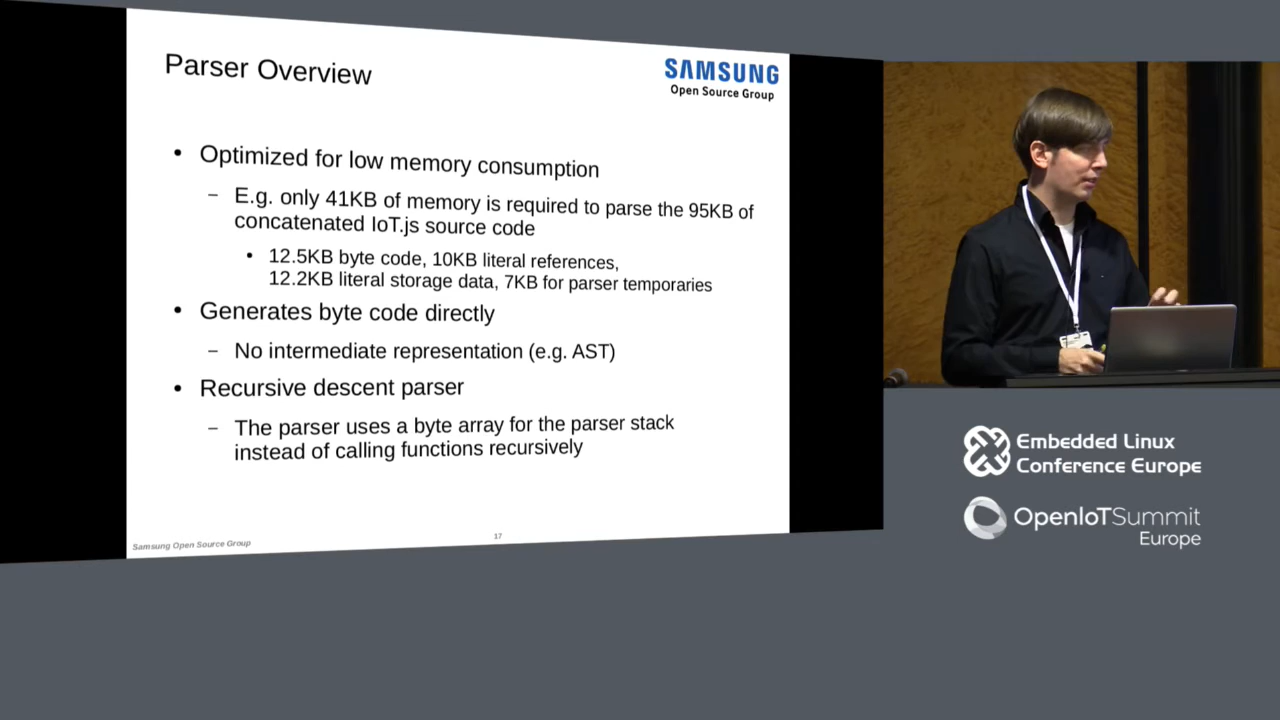 Parser Overview
SAMSUNG
Open Source Group
• Optimized for low memory consumption
– E.g. only 41KB of memory is required to parse the 95KB of
concatenated IoT.js source code
• 12.5KB byte code, 10KB literal references,
12.2KB literal storage data, 7KB for parser temporaries
• Generates byte code directly
– No intermediate representation (e.g. AST)
• Recursive descent parser
– The parser uses a byte array for the parser stack
instead of calling functions recursively
Samsung Open Source Group
17
Embedded Linux
Conference Europe
OpenIoTSummit
Europe